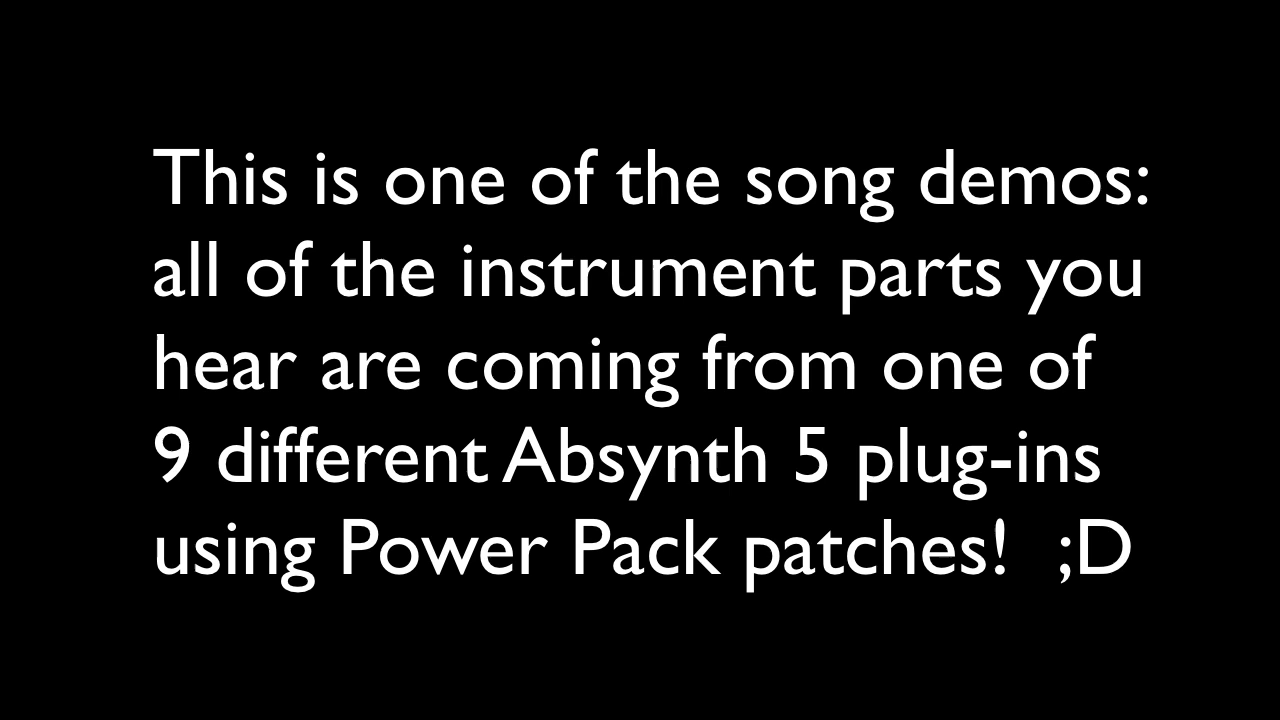 This is one of the song demos:
all of the instrument parts you
hear are coming from one of
9 different Absynth 5 plug-ins
using Power Pack patches!  ;D